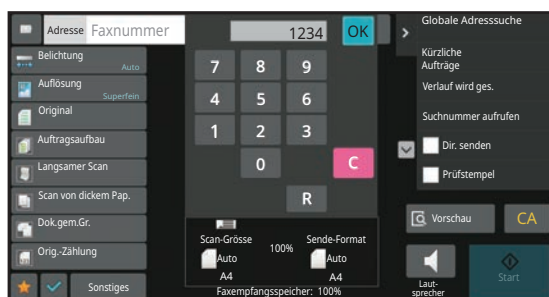 Adresse Faxnummer
1234 OK
Globale Adresssuche
Belichtung
Auto
Auflösung
Superfein
Original
Auftragsaufbau
Langsamer Scan
Scan von dickem Pap.
Dok.gem.Gr.
Orig.-Zählung
Sonstiges
7 8 9
4 5 6
1 2 3
0 C
R
Scan-Grösse
Auto
A4
100%
Sende-Format
Auto
A4
Faxempfangsspeicher: 100%
Kürzliche
Aufträge
Verlauf wird ges.
Suchnummer aufrufen
Dir. senden
Prüfstempel
Vorschau
CA
Laut-
sprecher
Start